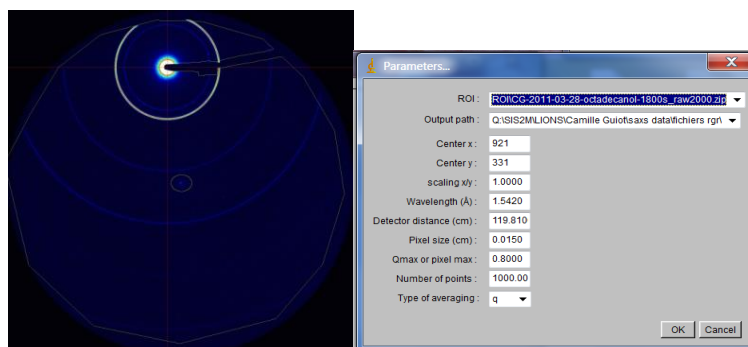 Parameters...
ROI : ROI\CG-2011-03-28-octadecanol-1800s_raw2000.zip
Output path : Q:\SIS2M\LIONS\Camille Guiot\saxs data\fichiers rgr\
Center x : 921
Center y : 331
scaling x/y : 1.0000
Wavelength (Å) : 1.5420
Detector distance (cm) : 119.810
Pixel size (cm) : 0.0150
Qmax or pixel max : 0.8000
Number of points : 1000.00
Type of averaging : q
OK Cancel